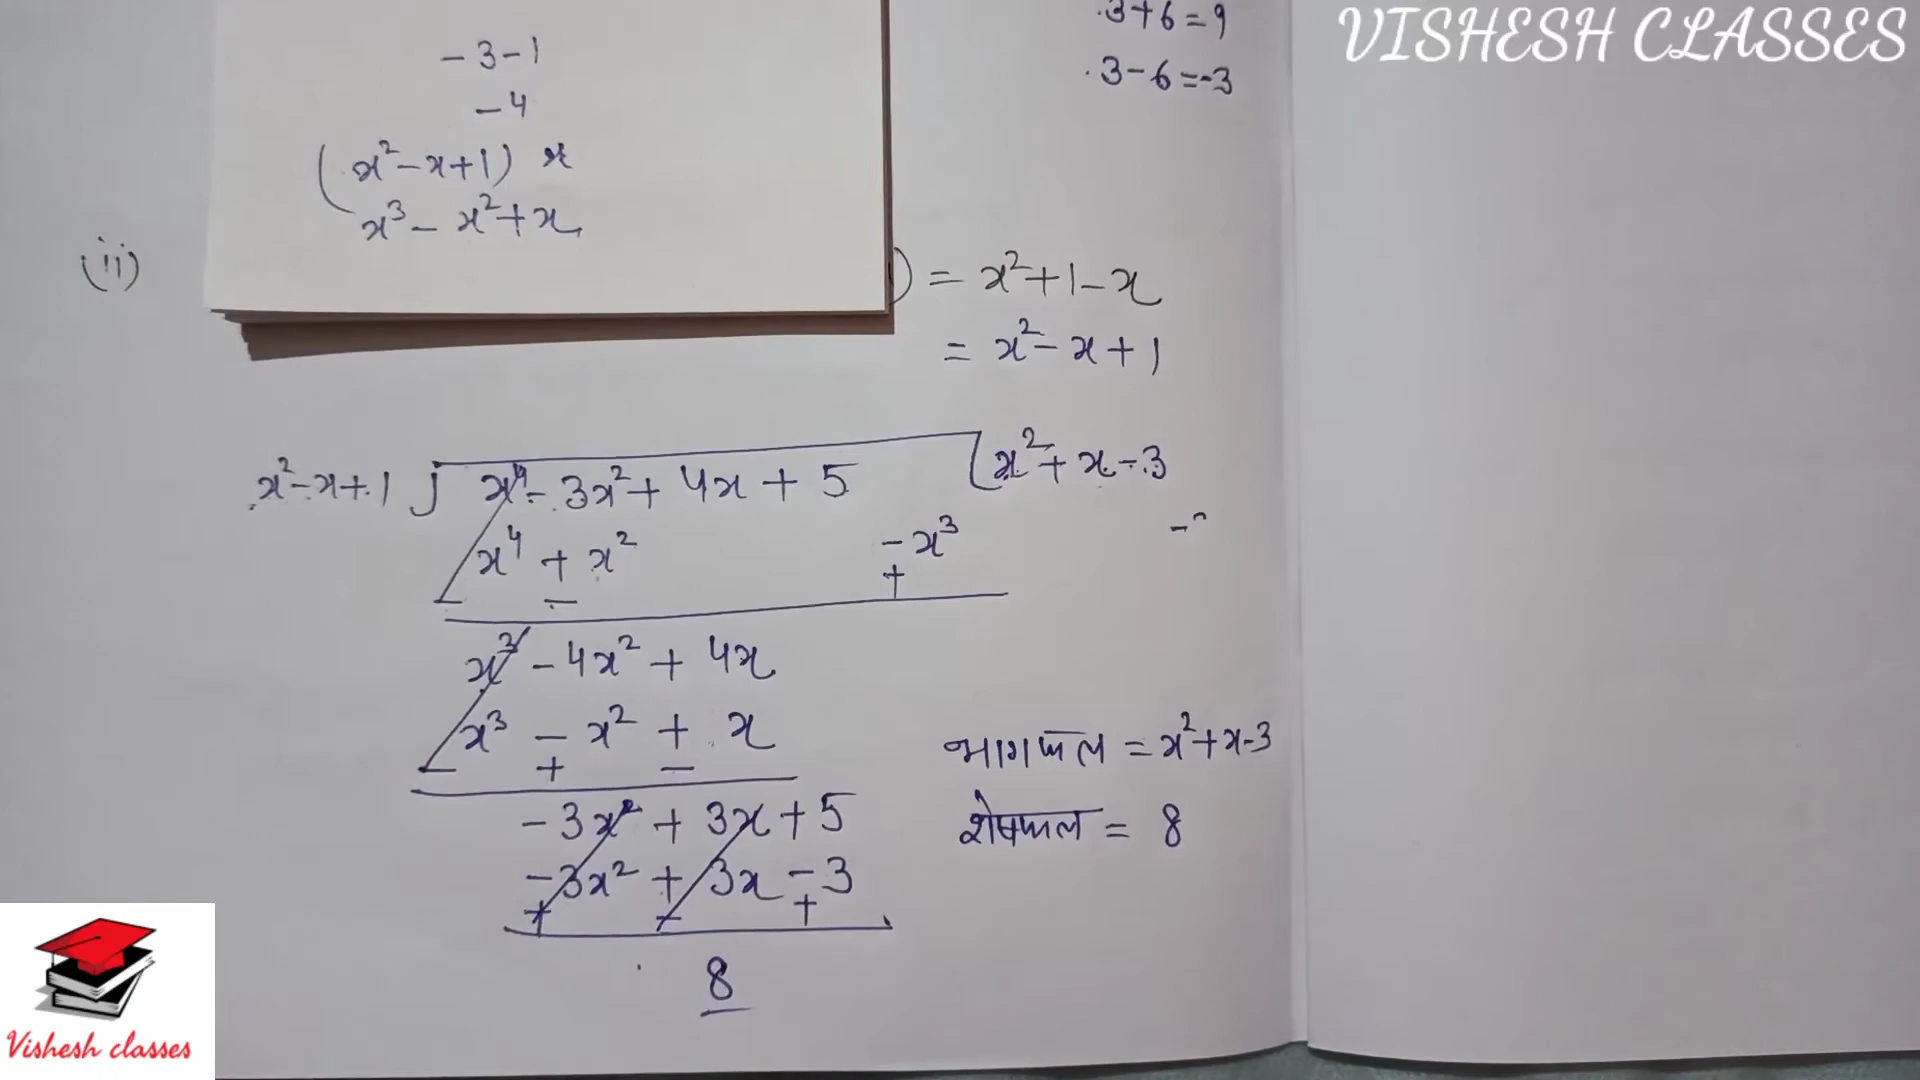 VISHESH CLASSES
3+6=9
3-6=-3
-3-1
-4
(x²-x+1) x
x³-x²+x
(ii)
) = x²+1-x
= x²-x+1
x²-x+1) x⁴-3x²+4x+5 (x²+x-3
x⁴+x² -x³
- +
x³-4x²+4x
x³-x²+x
- + -
-3x²+3x+5
-3x²+3x-3
+ - +
8
भागफल = x²+x-3
शेषफल = 8
Vishesh classes